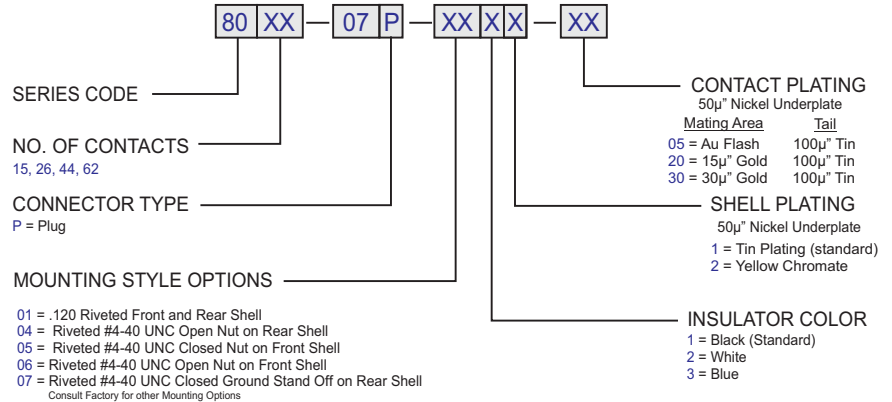 80 XX – 07 P – XX X X – XX
SERIES CODE
NO. OF CONTACTS
15, 26, 44, 62
CONNECTOR TYPE
P = Plug
MOUNTING STYLE OPTIONS
01 = .120 Riveted Front and Rear Shell
04 = Riveted #4-40 UNC Open Nut on Rear Shell
05 = Riveted #4-40 UNC Closed Nut on Front Shell
06 = Riveted #4-40 UNC Open Nut on Front Shell
07 = Riveted #4-40 UNC Closed Ground Stand Off on Rear Shell
Consult Factory for other Mounting Options
CONTACT PLATING
50µ” Nickel Underplate
Mating Area Tail
05 = Au Flash 100µ” Tin
20 = 15µ” Gold 100µ” Tin
30 = 30µ” Gold 100µ” Tin
SHELL PLATING
50µ” Nickel Underplate
1 = Tin Plating (standard)
2 = Yellow Chromate
INSULATOR COLOR
1 = Black (Standard)
2 = White
3 = Blue